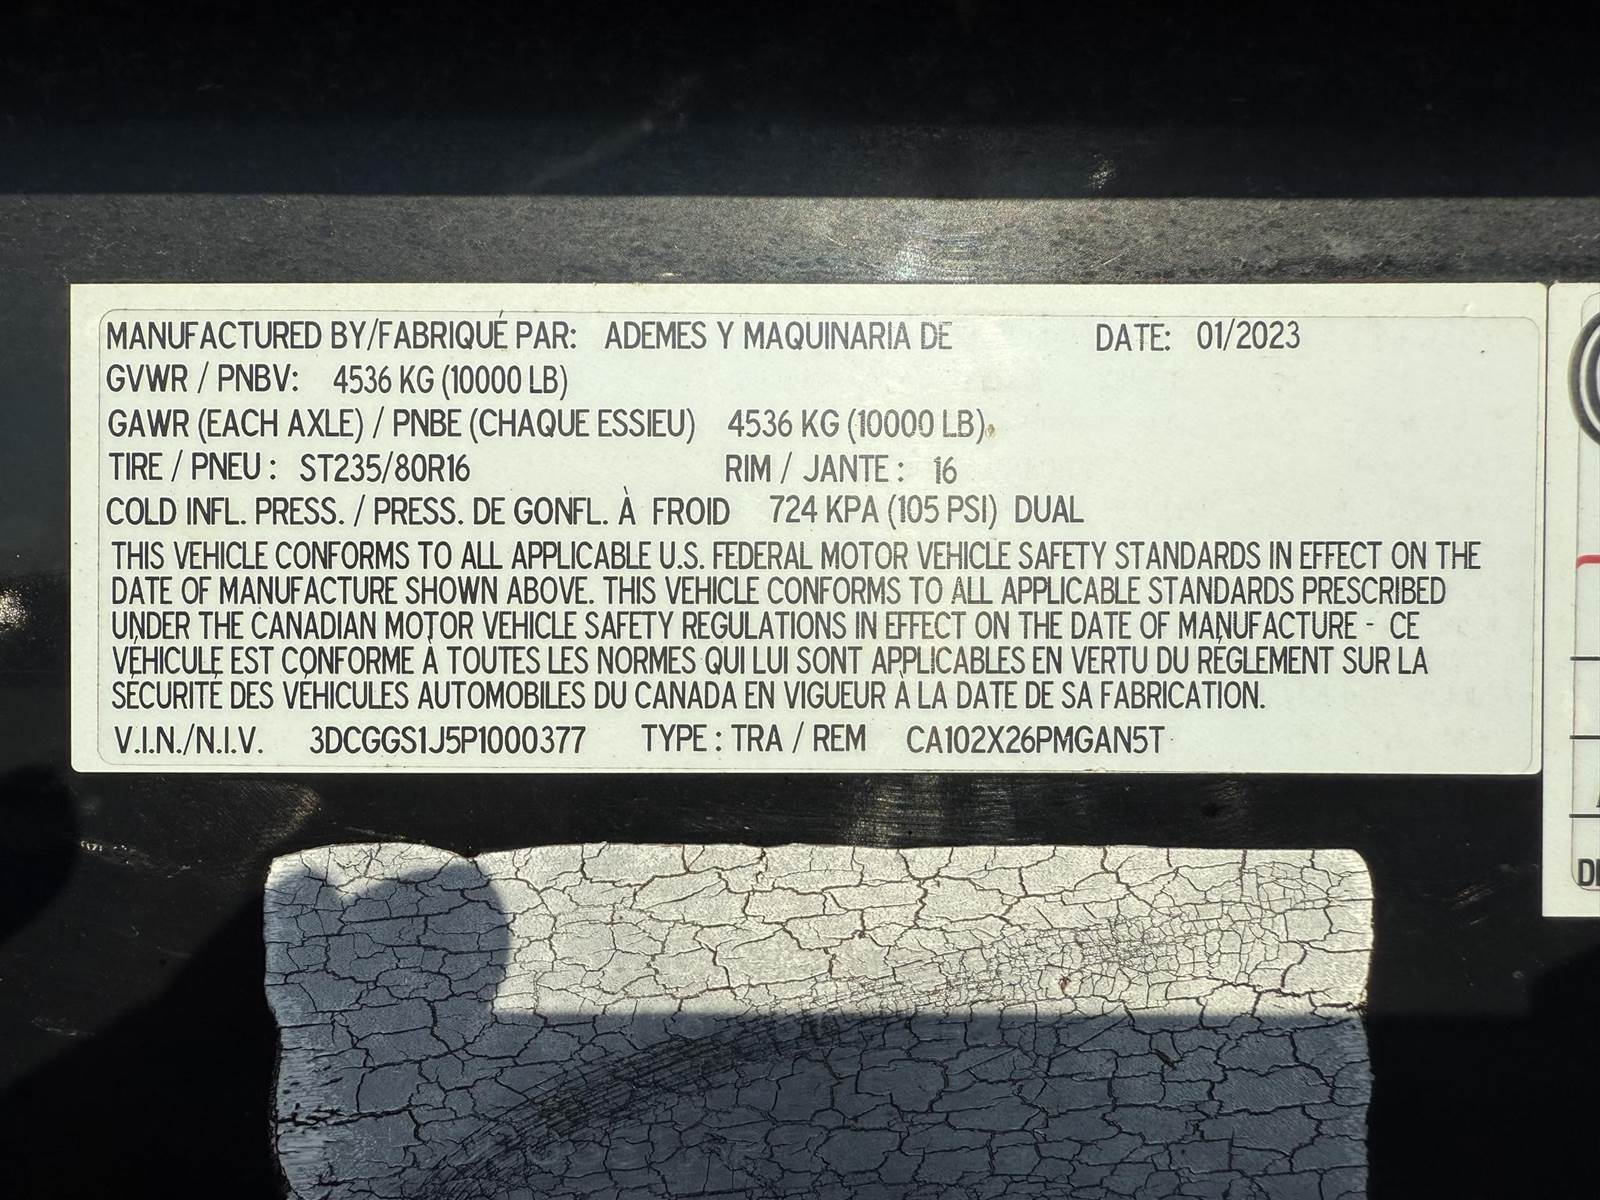 MANUFACTURED BY/FABRIQUÉ PAR: ADEMES Y MAQUINARIA DE DATE: 01/2023
GVWR / PNBV: 4536 KG (10000 LB)
GAWR (EACH AXLE) / PNBE (CHAQUE ESSIEU) 4536 KG (10000 LB)
TIRE / PNEU : ST235/80R16 RIM / JANTE : 16
COLD INFL. PRESS. / PRESS. DE GONFL. À FROID 724 KPA (105 PSI) DUAL
THIS VEHICLE CONFORMS TO ALL APPLICABLE U.S. FEDERAL MOTOR VEHICLE SAFETY STANDARDS IN EFFECT ON THE
DATE OF MANUFACTURE SHOWN ABOVE. THIS VEHICLE CONFORMS TO ALL APPLICABLE STANDARDS PRESCRIBED
UNDER THE CANADIAN MOTOR VEHICLE SAFETY REGULATIONS IN EFFECT ON THE DATE OF MANUFACTURE - CE
VÉHICULE EST CONFORME À TOUTES LES NORMES QUI LUI SONT APPLICABLES EN VERTU DU RÉGLEMENT SUR LA
SÉCURITÉ DES VÉHICULES AUTOMOBILES DU CANADA EN VIGUEUR À LA DATE DE SA FABRICATION.
V.I.N./N.I.V. 3DCGGS1J5P1000377 TYPE : TRA / REM CA102X26PMGAN5T